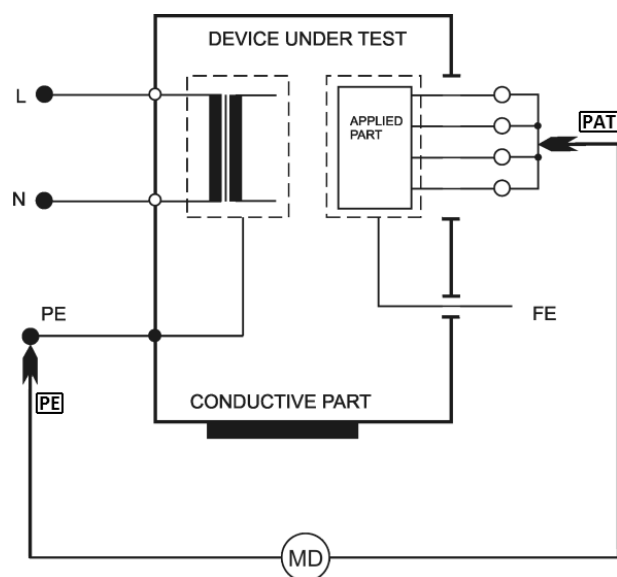 DEVICE UNDER TEST
L
APPLIED
PART
PAT
N
PE
FE
PE
CONDUCTIVE PART
MD